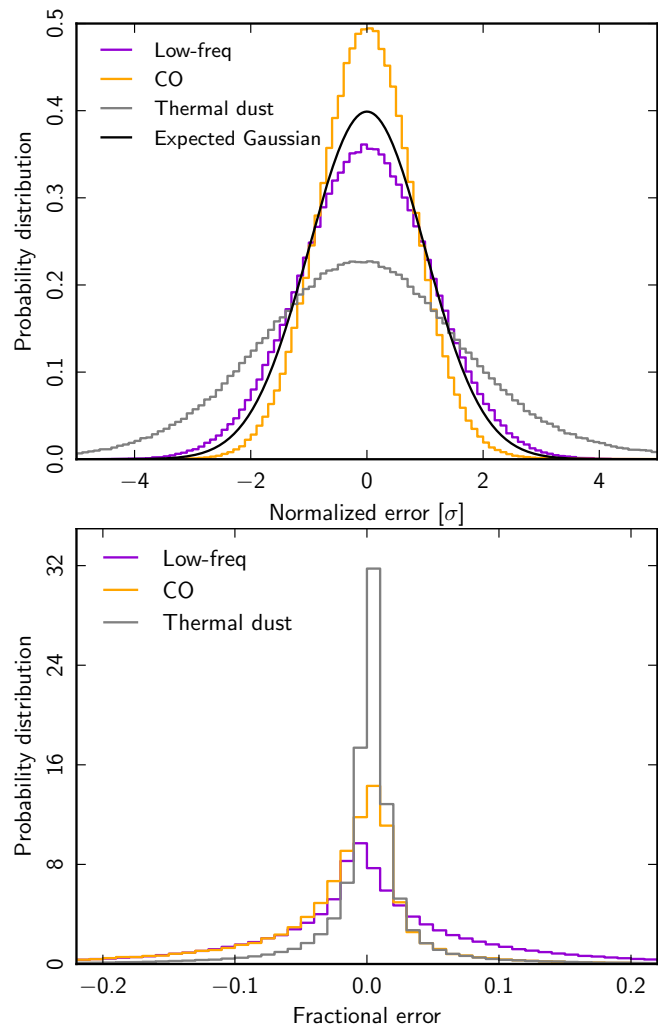 0.5
Low-freq
CO
Thermal dust
Expected Gaussian
0.4
0.3
0.2
0.1
0.0
Probability distribution
−4 −2 0 2 4
Normalized error [σ]
Low-freq
CO
Thermal dust
32
24
16
8
0
Probability distribution
−0.2 −0.1 0.0 0.1 0.2
Fractional error